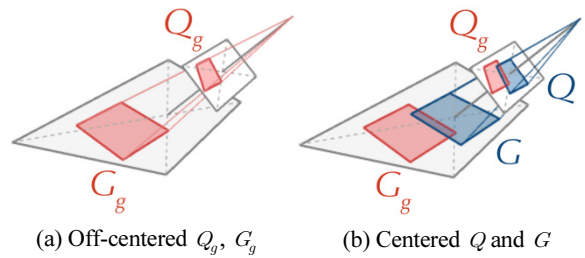 Q_g
G_g
Q_g
Q
G
G_g
(a) Off-centered Q_g, G_g
(b) Centered Q and G